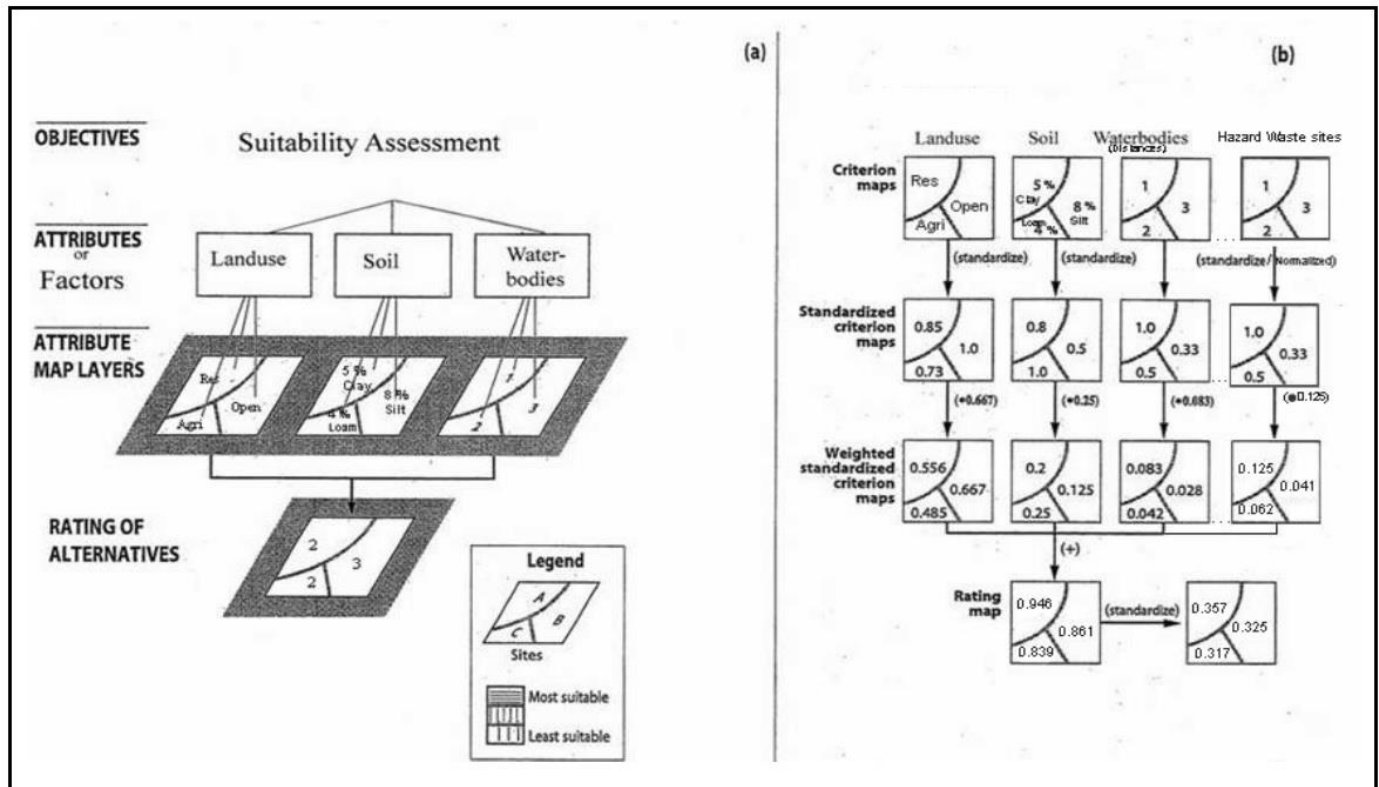 (a)
OBJECTIVES
Suitability Assessment
ATTRIBUTES
or
Factors
Landuse
Soil
Water-
bodies
ATTRIBUTE
MAP LAYERS
Res
Open
Agri
5 %
Clay
8 %
Silt
4 %
Loam
1
3
2
RATING OF
ALTERNATIVES
2
3
2
Legend
A
B
C
Sites
Most suitable
Least suitable
(b)
Landuse Soil Waterbodies Hazard Waste sites
(Distances)
Criterion
maps
Res
Open
Agri
5 %
Clay
8 %
Silt
Loam
4 %
1
3
2
1
3
2
(standardize) (standardize) (standardize/Normalized)
Standardized
criterion
maps
0.85
1.0
0.73
0.8
0.5
1.0
1.0
0.33
0.5
1.0
0.33
0.5
(•0.667) (•0.25) (•0.083) (●0.125)
Weighted
standardized
criterion
maps
0.556
0.667
0.485
0.2
0.125
0.25
0.083
0.028
0.042
0.125
0.041
0.062
(+)
Rating
map
0.946
0.861
0.839
(standardize)
0.357
0.325
0.317